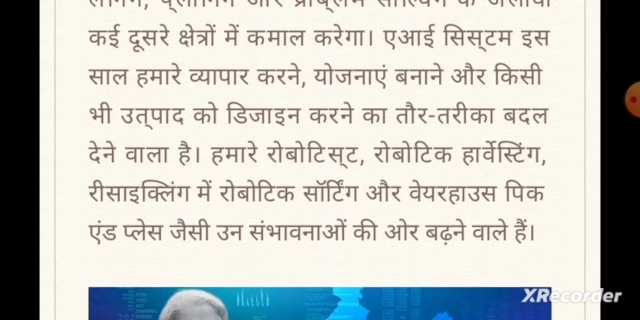 कई दूसरे क्षेत्रों में कमाल करेगा। एआई सिस्टम इस
साल हमारे व्यापार करने, योजनाएं बनाने और किसी
भी उत्पाद को डिजाइन करने का तौर-तरीका बदल
देने वाला है। हमारे रोबोटिस्ट, रोबोटिक हार्वेस्टिंग,
रीसाइक्लिंग में रोबोटिक सॉर्टिंग और वेयरहाउस पिक
एंड प्लेस जैसी उन संभावनाओं की ओर बढ़ने वाले हैं।
XRecorder